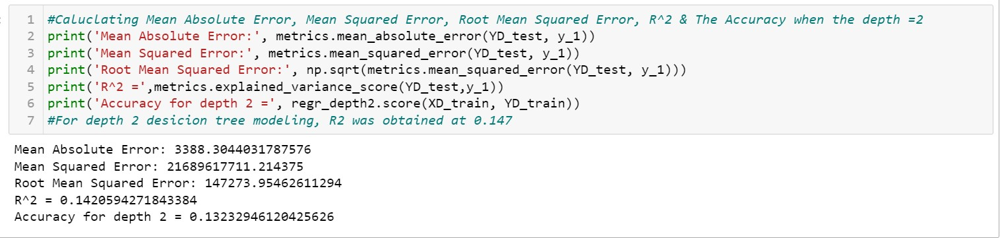 1 #Caluclating Mean Absolute Error, Mean Squared Error, Root Mean Squared Error, R^2 & The Accuracy when the depth =2
2 print('Mean Absolute Error:', metrics.mean_absolute_error(YD_test, y_1))
3 print('Mean Squared Error:', metrics.mean_squared_error(YD_test, y_1))
4 print('Root Mean Squared Error:', np.sqrt(metrics.mean_squared_error(YD_test, y_1)))
5 print('R^2 =',metrics.explained_variance_score(YD_test,y_1))
6 print('Accuracy for depth 2 =', regr_depth2.score(XD_train, YD_train))
7 #For depth 2 desicion tree modeling, R2 was obtained at 0.147
Mean Absolute Error: 3388.3044031787576
Mean Squared Error: 21689617711.214375
Root Mean Squared Error: 147273.95462611294
R^2 = 0.1420594271843384
Accuracy for depth 2 = 0.13232946120425626